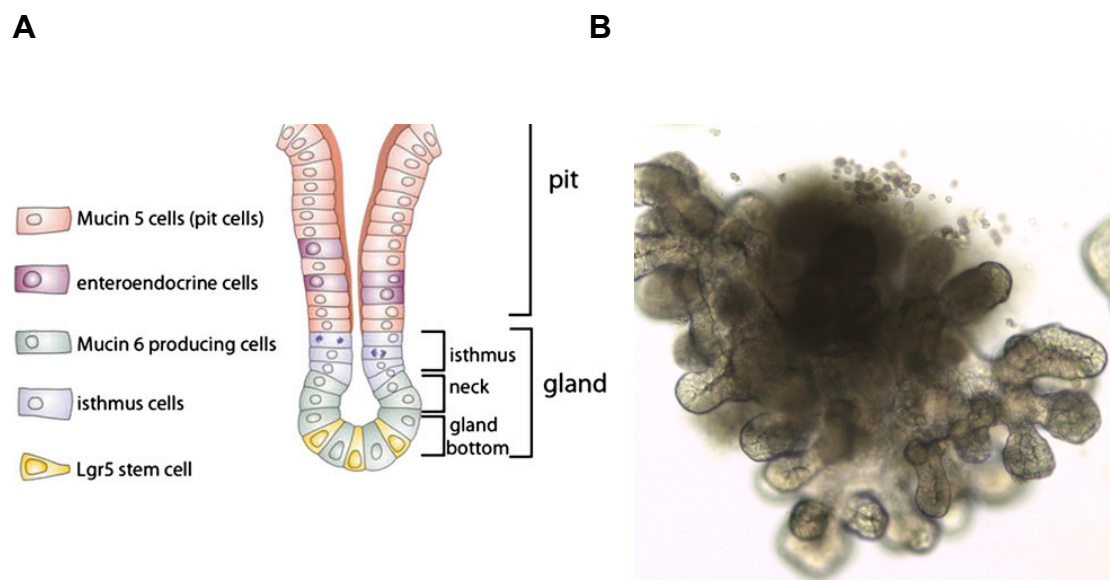 A
B
Mucin 5 cells (pit cells)
enteroendocrine cells
Mucin 6 producing cells
isthmus cells
Lgr5 stem cell
pit
isthmus
neck
gland
bottom
gland